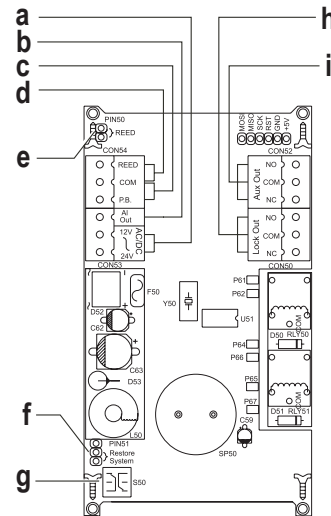 a
b
c
d
e
f
g
h
i
PIN50
REED
CON54
REED
COM
P.B.
AI
Out
12V
24V
AC/DC
CON53
MOSI
MISO
SCK
RST
GND
+5V
CON52
NO
COM
NC
Aux Out
NO
COM
NC
Lock Out
CON50
F50
D52
C62
C63
D53
L50
PIN51
Restore
System
S50
Y50
U51
P61
P62
P64
P66
P65
P67
C59
SP50
COM
D50 RLY50
COM
D51 RLY51